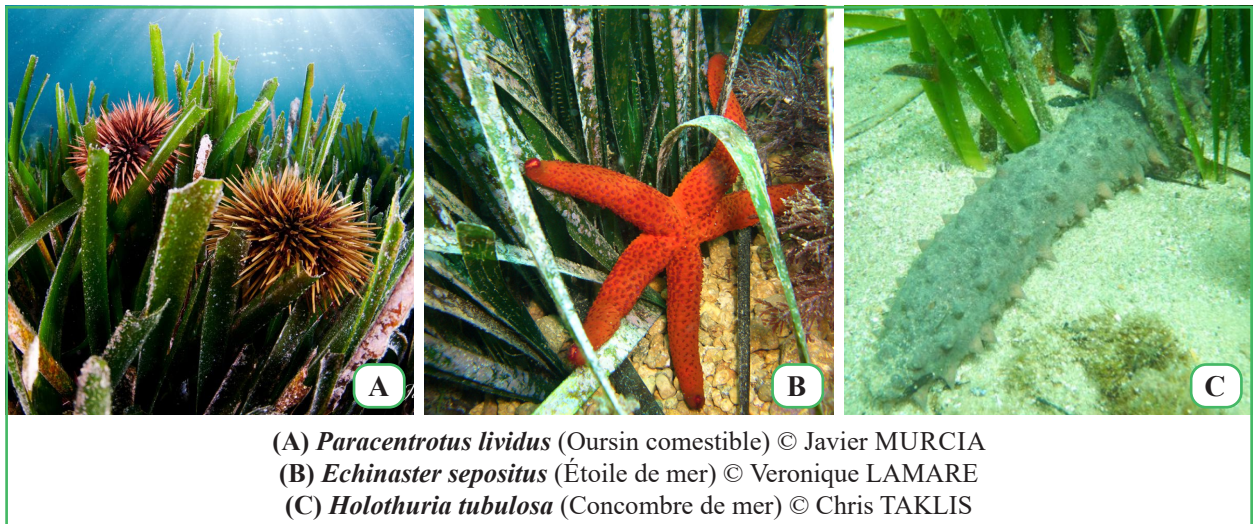 A
B
C
(A) Paracentrotus lividus (Oursin comestible) © Javier MURCIA
(B) Echinaster sepositus (Étoile de mer) © Veronique LAMARE
(C) Holothuria tubulosa (Concombre de mer) © Chris TAKLIS